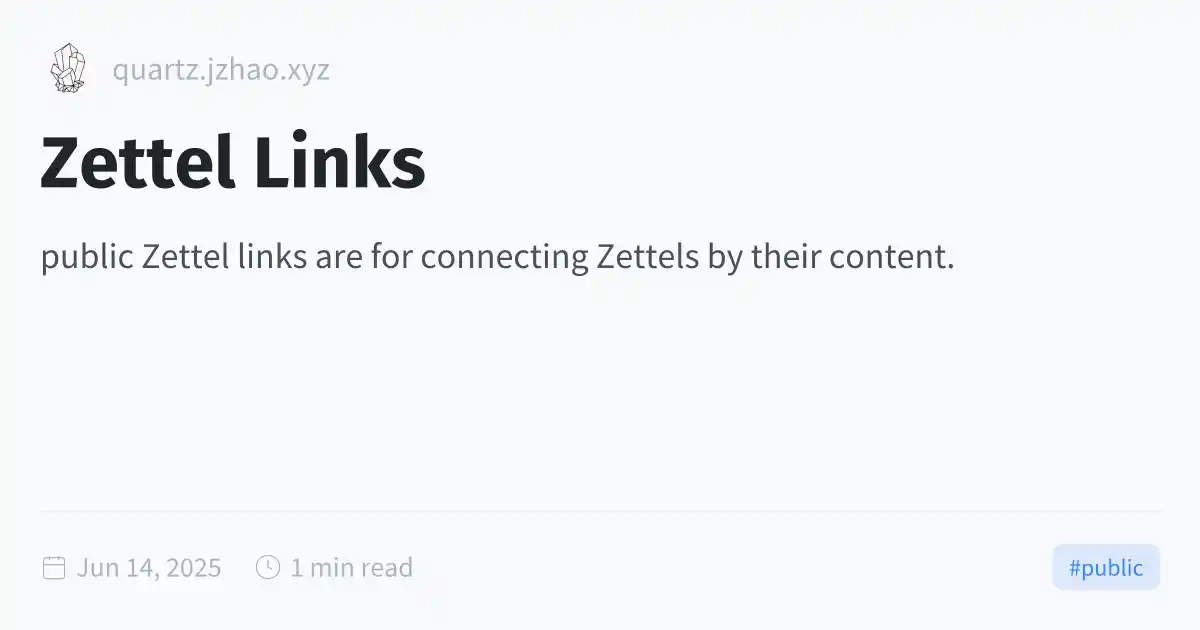 quartz.jzhao.xyz
Zettel Links
public Zettel links are for connecting Zettels by their content.
Jun 14, 2025 1 min read #public